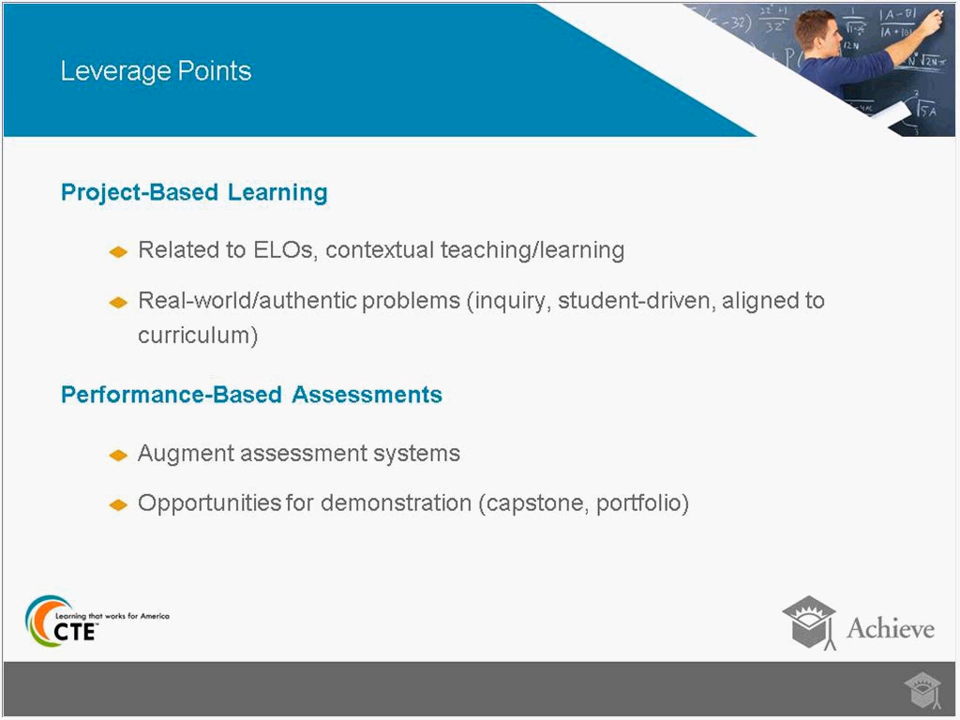 Leverage Points
Project-Based Learning
Related to ELOs, contextual teaching/learning
Real-world/authentic problems (inquiry, student-driven, aligned to
curriculum)
Performance-Based Assessments
Augment assessment systems
Opportunities for demonstration (capstone, portfolio)
Learning that works for America
CTE™
Achieve